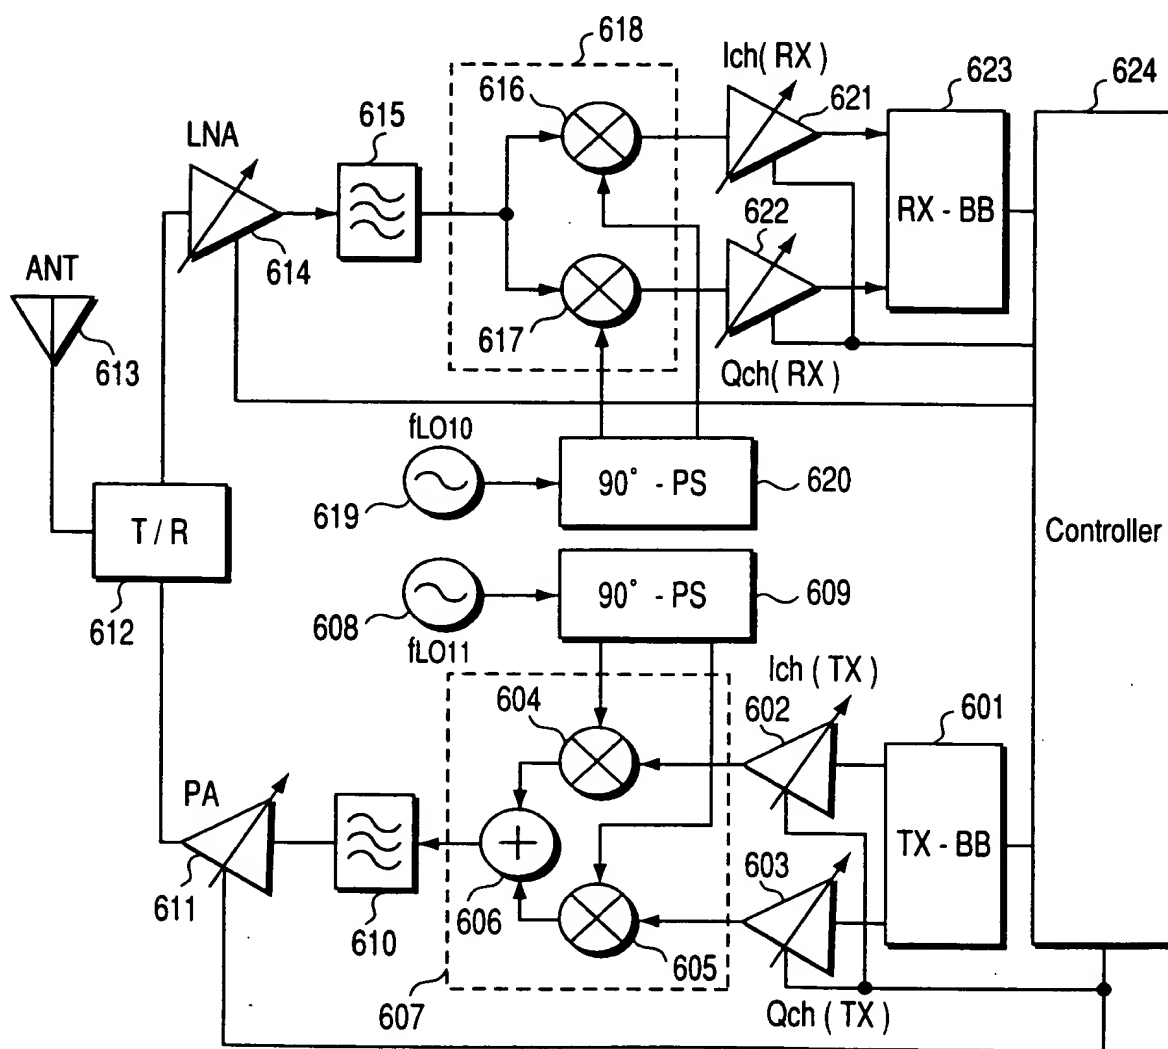 618
Ich( RX )
623
624
616
621
615
LNA
RX - BB
622
614
ANT
617
613
Qch( RX )
fLO10
90° - PS
620
619
T / R
Controller
90° - PS
609
608
612
fLO11
Ich ( TX )
604
602
601
PA
TX - BB
603
611
606
610
605
607
Qch ( TX )